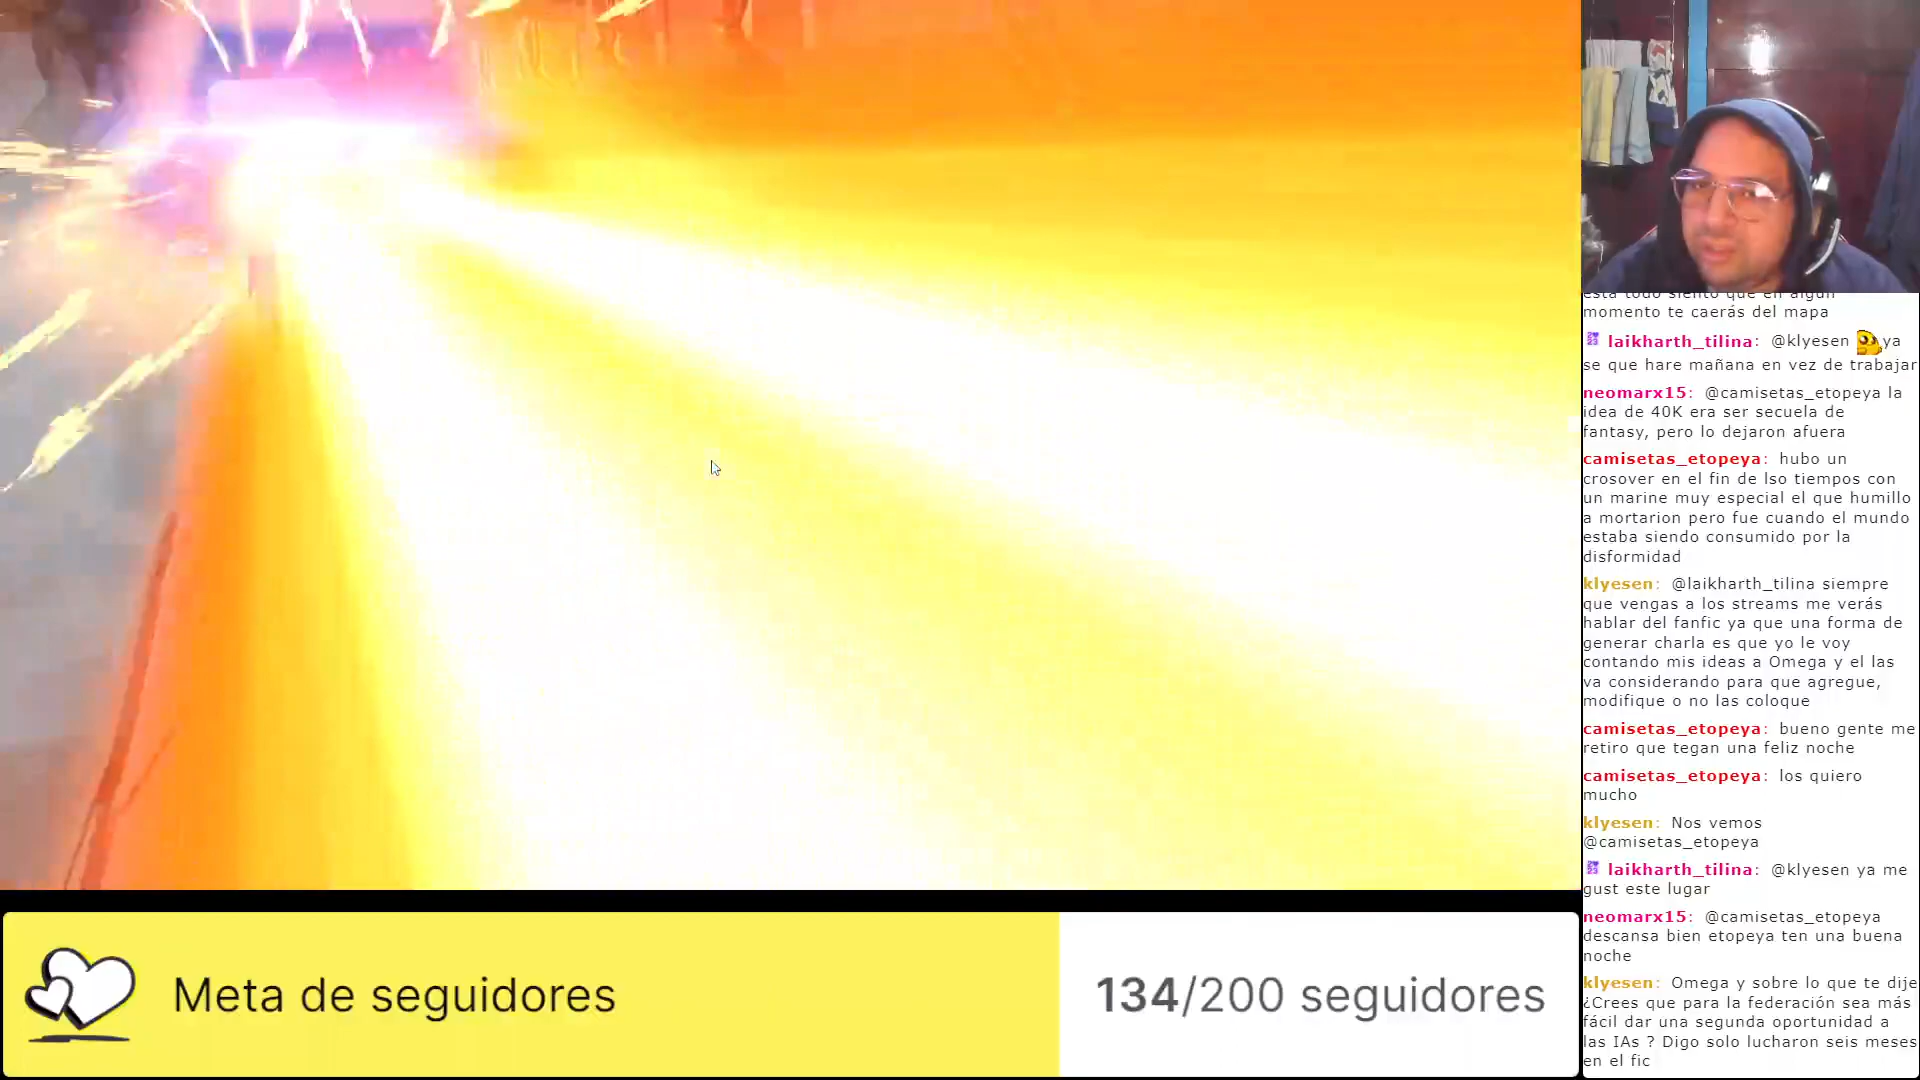 esta todo siento que en algun
momento te caerás del mapa
laikharth_tilina: @klyesen ya
se que hare mañana en vez de trabajar
neomarx15: @camisetas_etopeya la
idea de 40K era ser secuela de
fantasy, pero lo dejaron afuera
camisetas_etopeya: hubo un
crosover en el fin de lso tiempos con
un marine muy especial el que humillo
a mortarion pero fue cuando el mundo
estaba siendo consumido por la
disformidad
klyesen: @laikharth_tilina siempre
que vengas a los streams me verás
hablar del fanfic ya que una forma de
generar charla es que yo le voy
contando mis ideas a Omega y el las
va considerando para que agregue,
modifique o no las coloque
camisetas_etopeya: bueno gente me
retiro que tegan una feliz noche
camisetas_etopeya: los quiero
mucho
klyesen: Nos vemos
@camisetas_etopeya
laikharth_tilina: @klyesen ya me
gust este lugar
neomarx15: @camisetas_etopeya
descansa bien etopeya ten una buena
noche
klyesen: Omega y sobre lo que te dije
¿Crees que para la federación sea más
fácil dar una segunda oportunidad a
las IAs ? Digo solo lucharon seis meses
en el fic
Meta de seguidores
134/200 seguidores